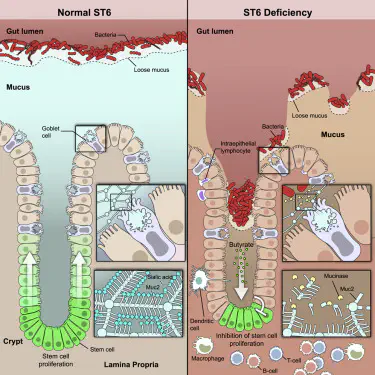 Normal ST6
Gut lumen
Bacteria
Loose mucus
Mucus
Goblet
cell
Sialic acid
Muc2
Crypt
Stem cell
Stem cell
proliferation
Lamina Propria
ST6 Deficiency
Gut lumen
Loose mucus
Bacteria
Mucus
Intraepithelial
lymphocyte
Butyrate
Mucinase
Muc2
Dendritic
cell
Inhibition of stem cell
proliferation
Macrophage
T-cell
B-cell